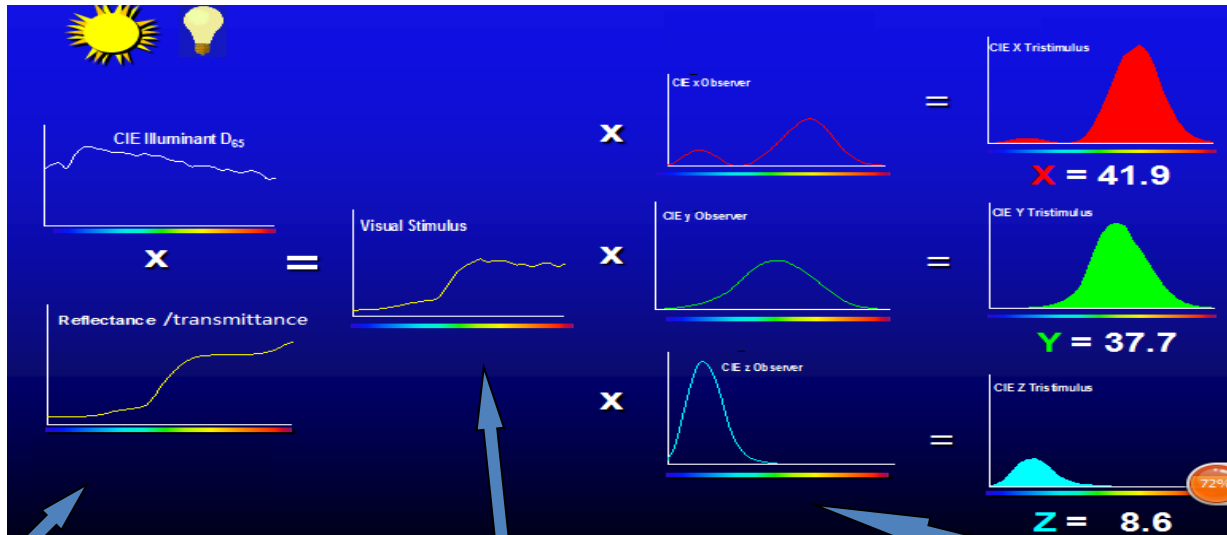 CIE Illuminant D65
x
Reflectance /transmittance
=
Visual Stimulus
x
CIE x Observer
=
CIE X Tristimulus
X = 41.9
x
CIE y Observer
=
CIE Y Tristimulus
Y = 37.7
x
CIE z Observer
=
CIE Z Tristimulus
72%
Z = 8.6